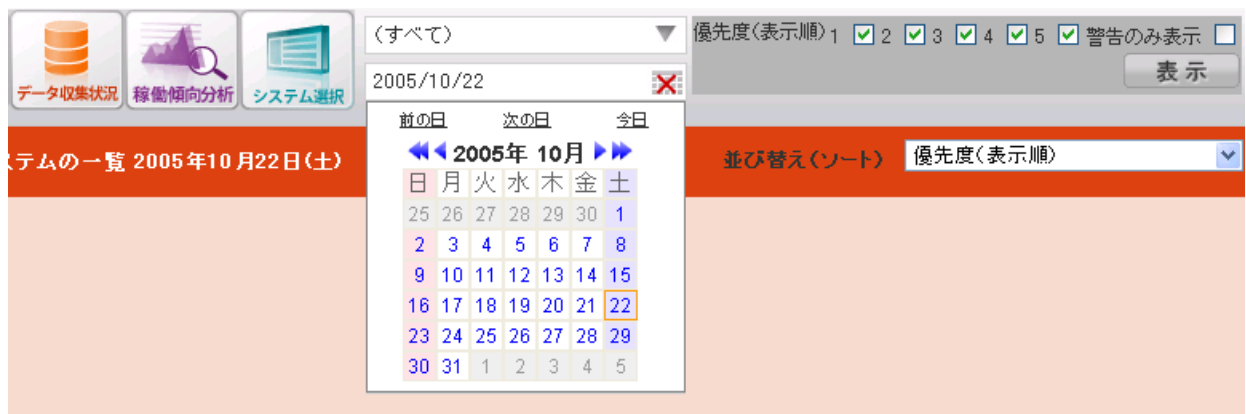 データ収集状況
稼働傾向分析
システム選択
(すべて)
2005/10/22
優先度(表示順) 1 2 3 4 5 警告のみ表示
表示
ステムの一覧 2005年10月22日(土)
並び替え(ソート)
優先度(表示順)
前の日 次の日 今日
2005年 10月
日 月 火 水 木 金 土
25 26 27 28 29 30 1
2 3 4 5 6 7 8
9 10 11 12 13 14 15
16 17 18 19 20 21 22
23 24 25 26 27 28 29
30 31 1 2 3 4 5